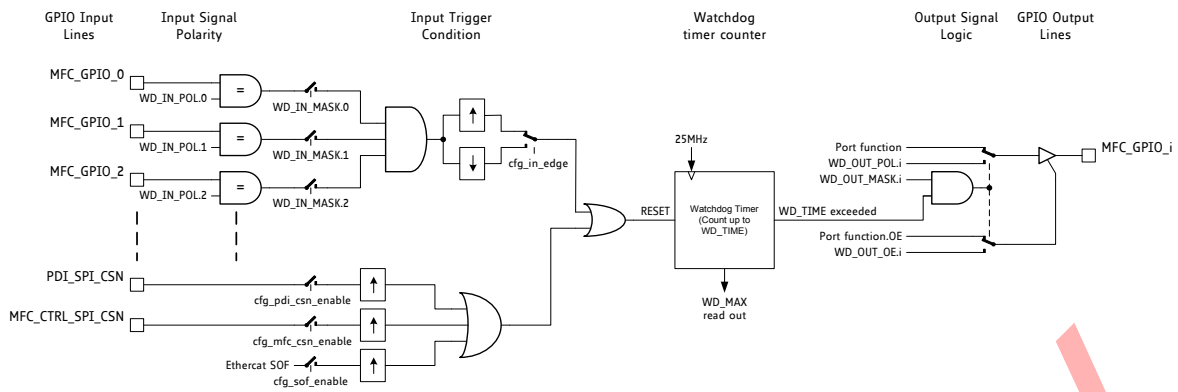 GPIO Input
Lines
Input Signal
Polarity
Input Trigger
Condition
Watchdog
timer counter
Output Signal
Logic
GPIO Output
Lines
MFC_GPIO_0
WD_IN_POL.0
=
WD_IN_MASK.0
MFC_GPIO_1
WD_IN_POL.1
=
WD_IN_MASK.1
MFC_GPIO_2
WD_IN_POL.2
=
WD_IN_MASK.2
cfg_in_edge
PDI_SPI_CSN
cfg_pdi_csn_enable
MFC_CTRL_SPI_CSN
cfg_mfc_csn_enable
Ethercat SOF
cfg_sof_enable
25MHz
RESET
Watchdog Timer
(Count up to
WD_TIME)
WD_TIME exceeded
WD_MAX
read out
Port function
WD_OUT_POL.i
WD_OUT_MASK.i
Port function.OE
WD_OUT_OE.i
MFC_GPIO_i